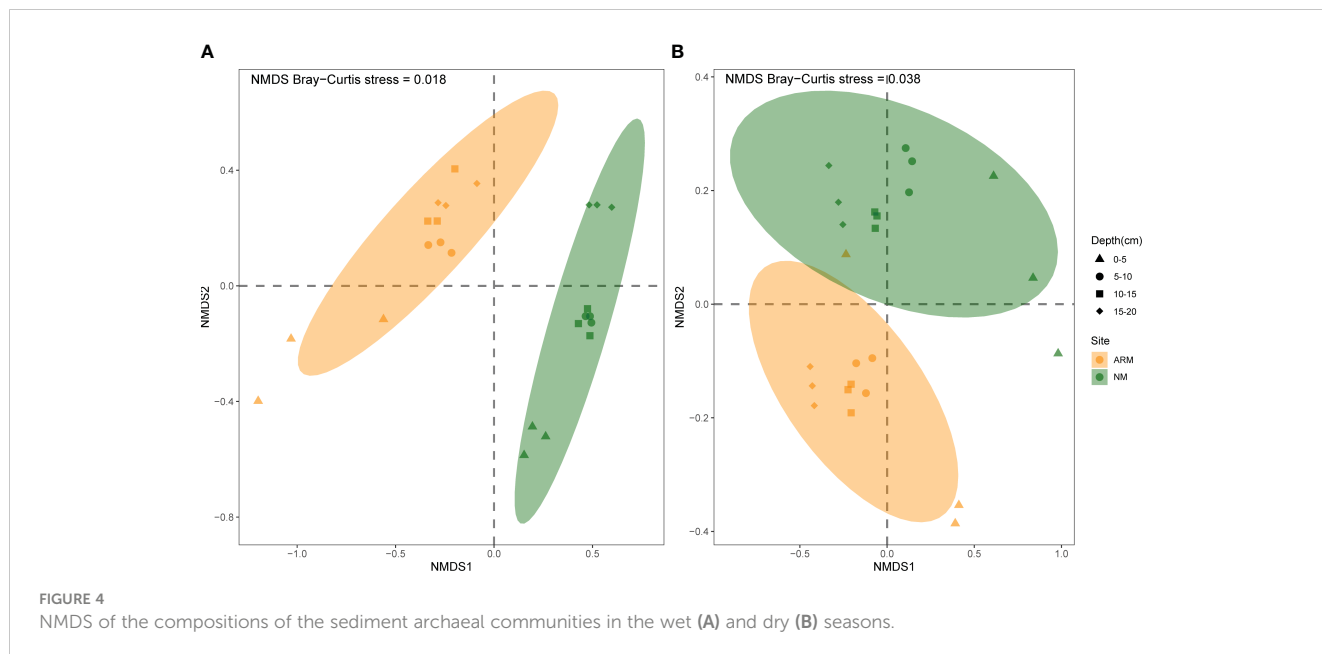 A
NMDS Bray−Curtis stress = 0.018
0.4
0.0
−0.4
−0.8
NMDS2
−1.0
−0.5
0.0
0.5
NMDS1
B
NMDS Bray−Curtis stress = 0.038
0.4
0.2
0.0
−0.2
−0.4
NMDS2
−0.5
0.0
0.5
1.0
NMDS1
Depth(cm)
0-5
5-10
10-15
15-20
Site
ARM
NM
FIGURE 4
NMDS of the compositions of the sediment archaeal communities in the wet (A) and dry (B) seasons.